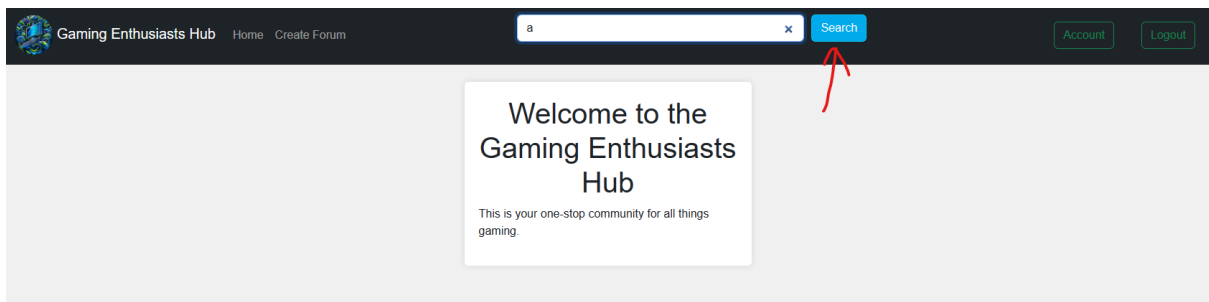 Gaming Enthusiasts Hub Home Create Forum a × Search Account Logout
Welcome to the
Gaming Enthusiasts
Hub
This is your one-stop community for all things
gaming.